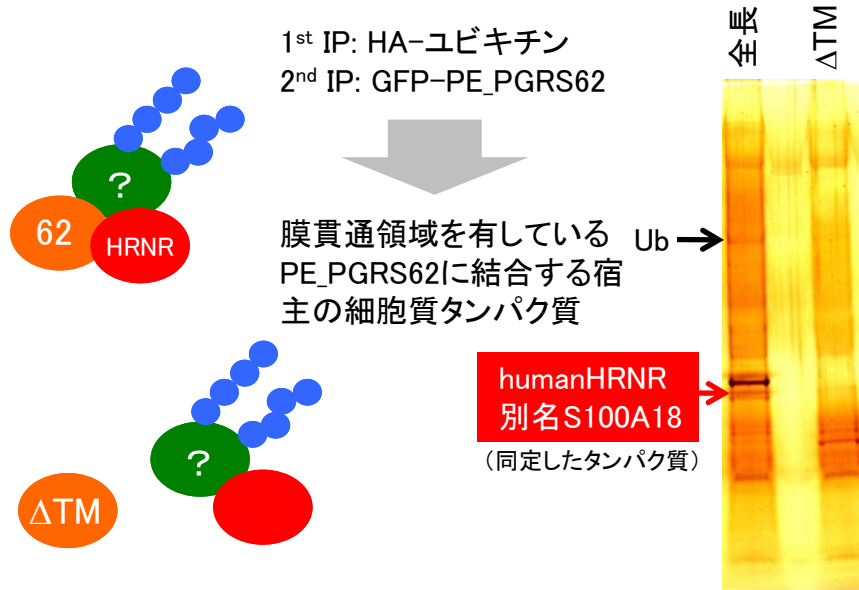 1st IP: HA-ユビキチン
2nd IP: GFP-PE_PGRS62
全長
ΔTM
?
62
HRNR
膜貫通領域を有している
PE_PGRS62に結合する宿
主の細胞質タンパク質
Ub
humanHRNR
別名S100A18
(同定したタンパク質)
?
ΔTM